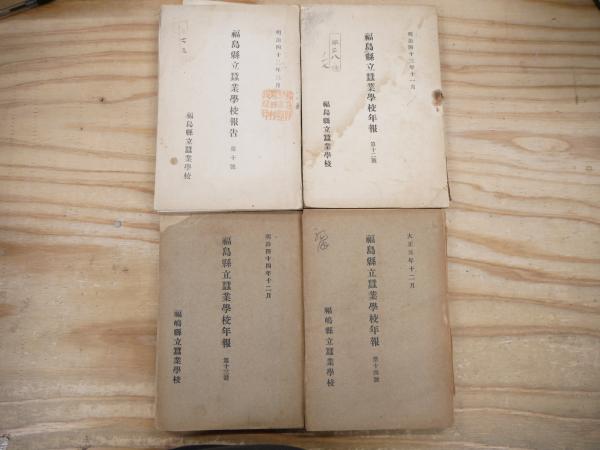 明治四十三年三月
福島縣立蠶業學校報告 第十號
福島縣立蠶業學校
明治四十三年十一月
福島縣立蠶業學校年報 第十二號
福島縣立蠶業學校
明治四十四年十二月
福島縣立蠶業學校年報 第十三號
福嶋縣立蠶業學校
大正三年十二月
福島縣立蠶業學校年報 第十四號
福嶋縣立蠶業學校